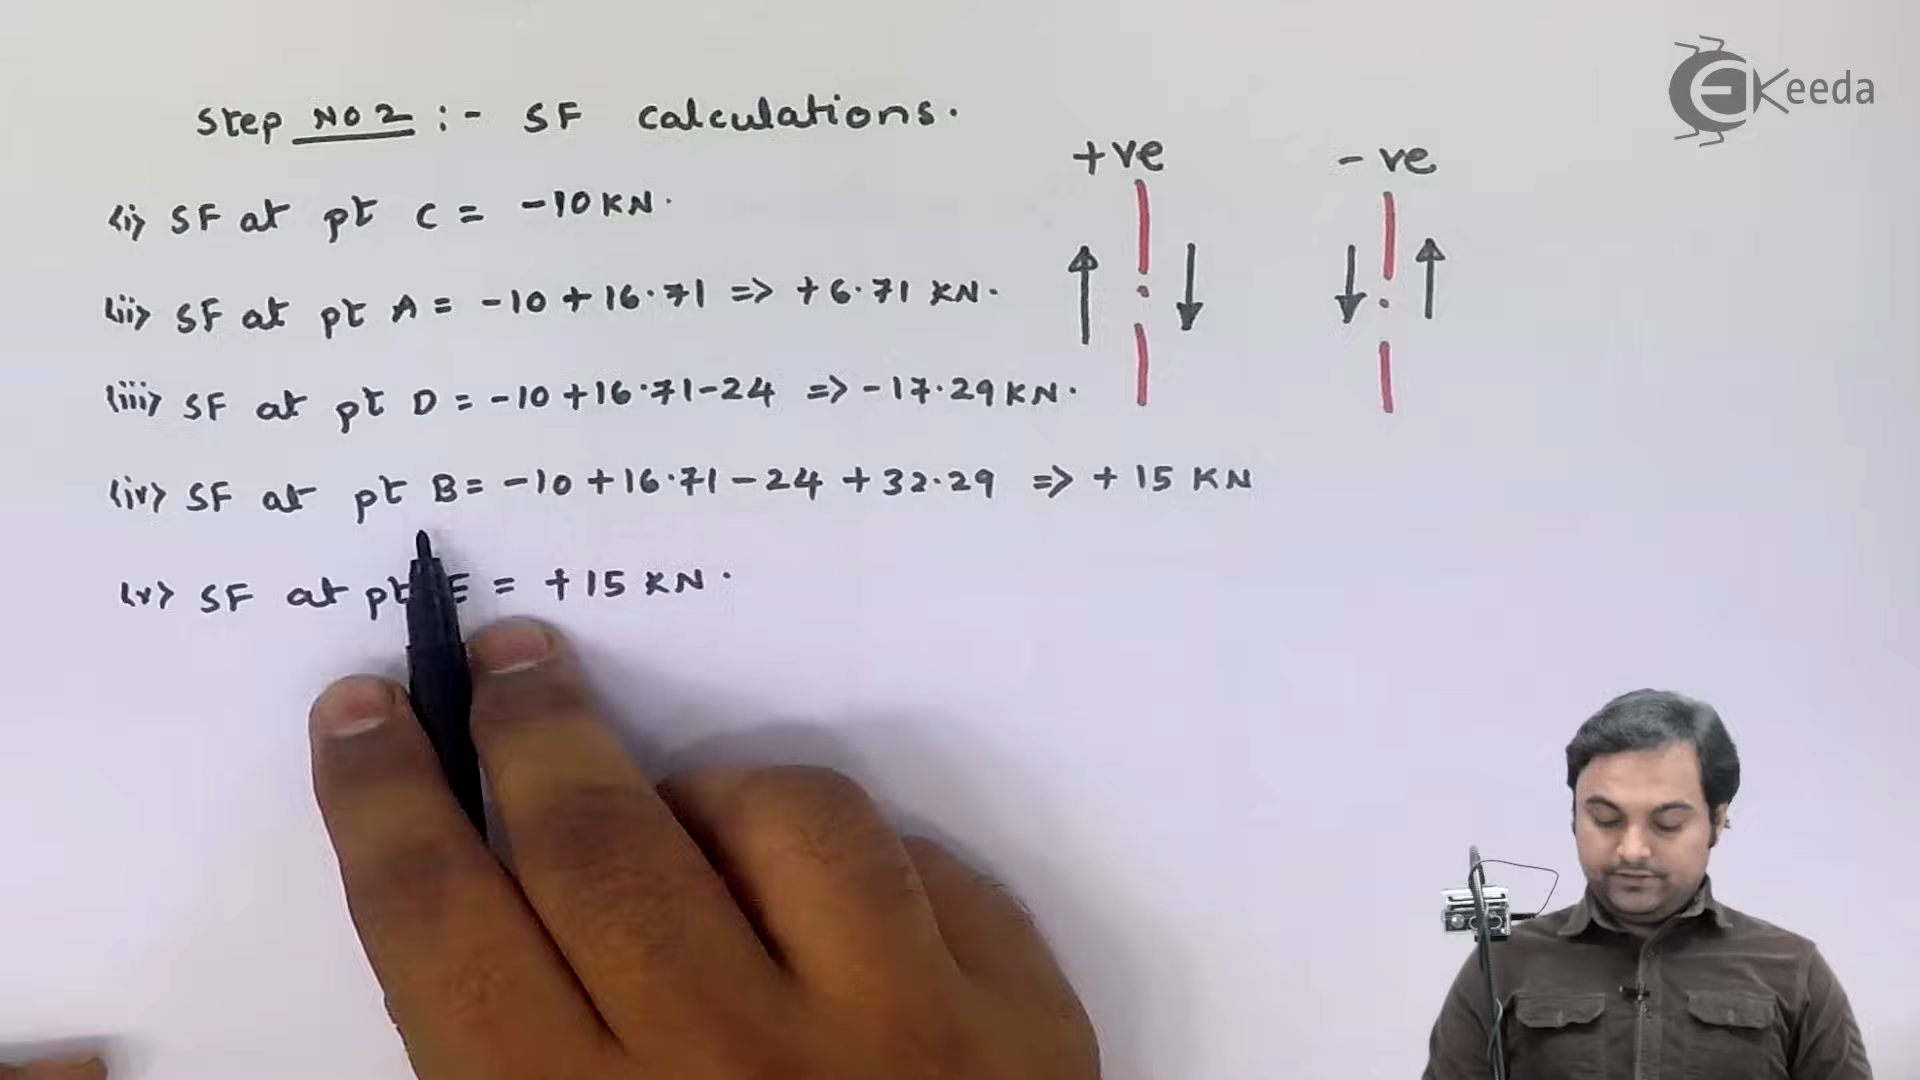 Step NO 2 :- SF calculations.
(i) SF at pt C = -10 KN.
(ii) SF at pt A = -10 + 16.71 => +6.71 KN.
(iii) SF at pt D = -10 + 16.71 - 24 => -17.29 KN.
(iv) SF at pt B = -10 + 16.71 - 24 + 32.29 => + 15 KN
(v) SF at pt E = +15 KN.
+ve
- ve
EKeeda